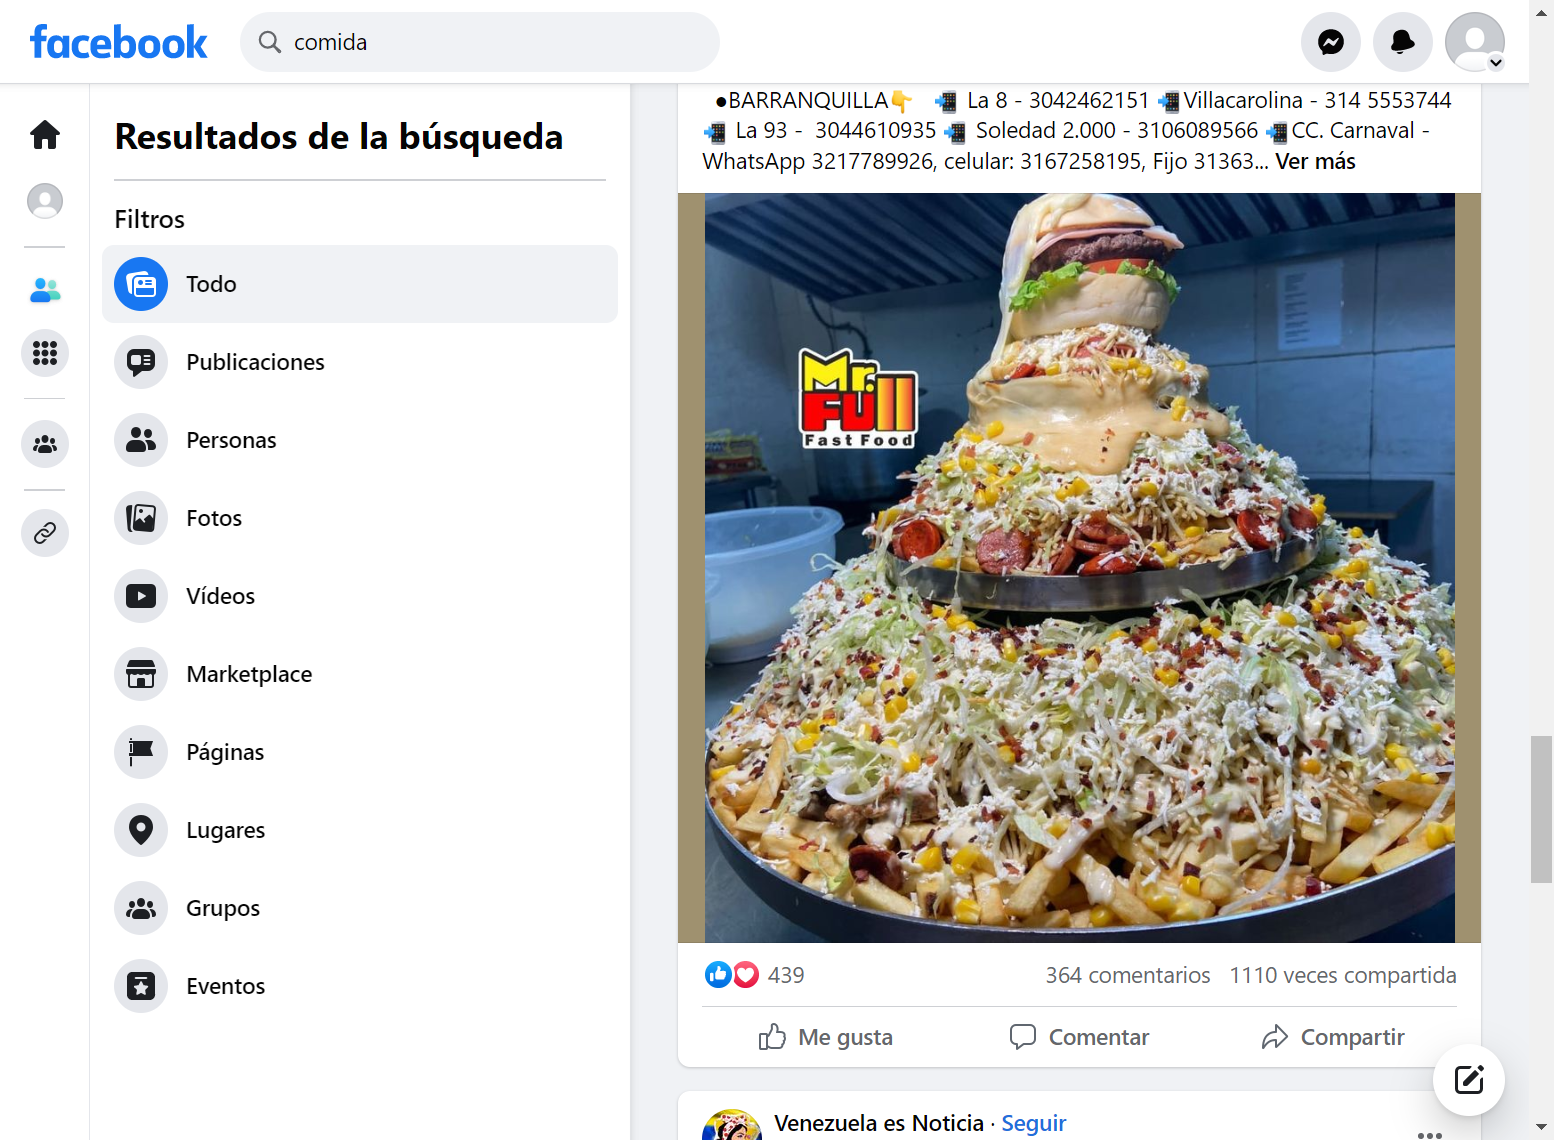 facebook
comida
Resultados de la búsqueda
Filtros
Todo
Publicaciones
Personas
Fotos
Vídeos
Marketplace
Páginas
Lugares
Grupos
Eventos
●BARRANQUILLA👇 📲 La 8 - 3042462151 📲Villacarolina - 314 5553744
📲 La 93 - 3044610935 📲 Soledad 2.000 - 3106089566 📲CC. Carnaval -
WhatsApp 3217789926, celular: 3167258195, Fijo 31363... Ver más
Mr.
Full
Fast Food
439
364 comentarios 1110 veces compartida
Me gusta Comentar Compartir
Venezuela es Noticia · Seguir